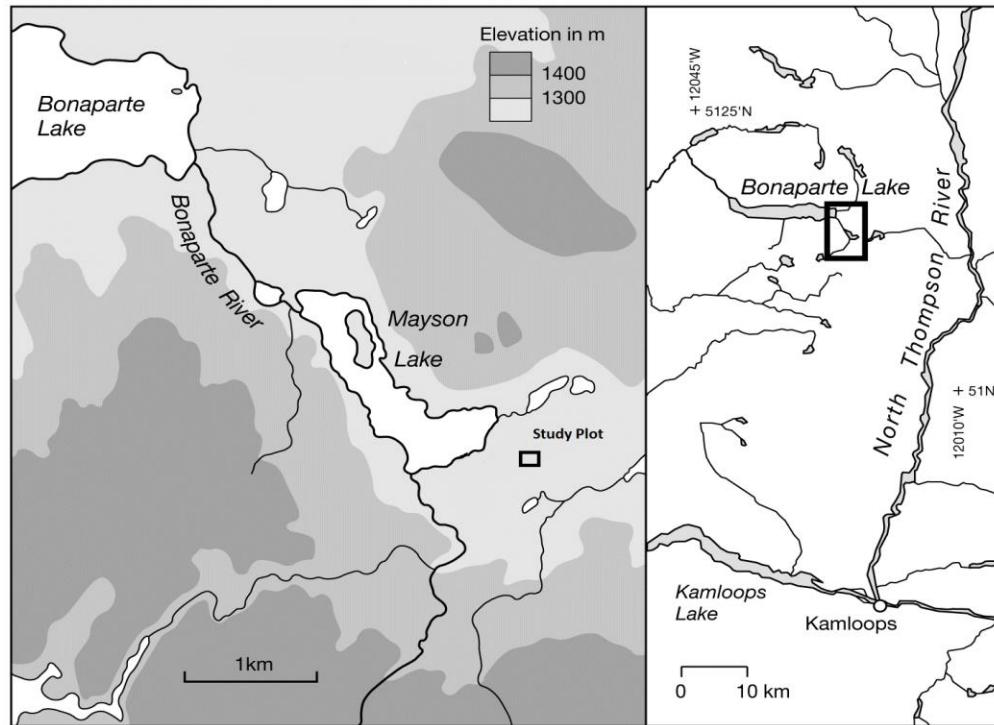 Elevation in m
1400
1300
Bonaparte
Lake
Bonaparte River
Mayson
Lake
Study Plot
1km
12045'W
+ 5125'N
Bonaparte Lake
North Thompson River
+ 51N
12010'W
Kamloops
Lake
Kamloops
0 10 km